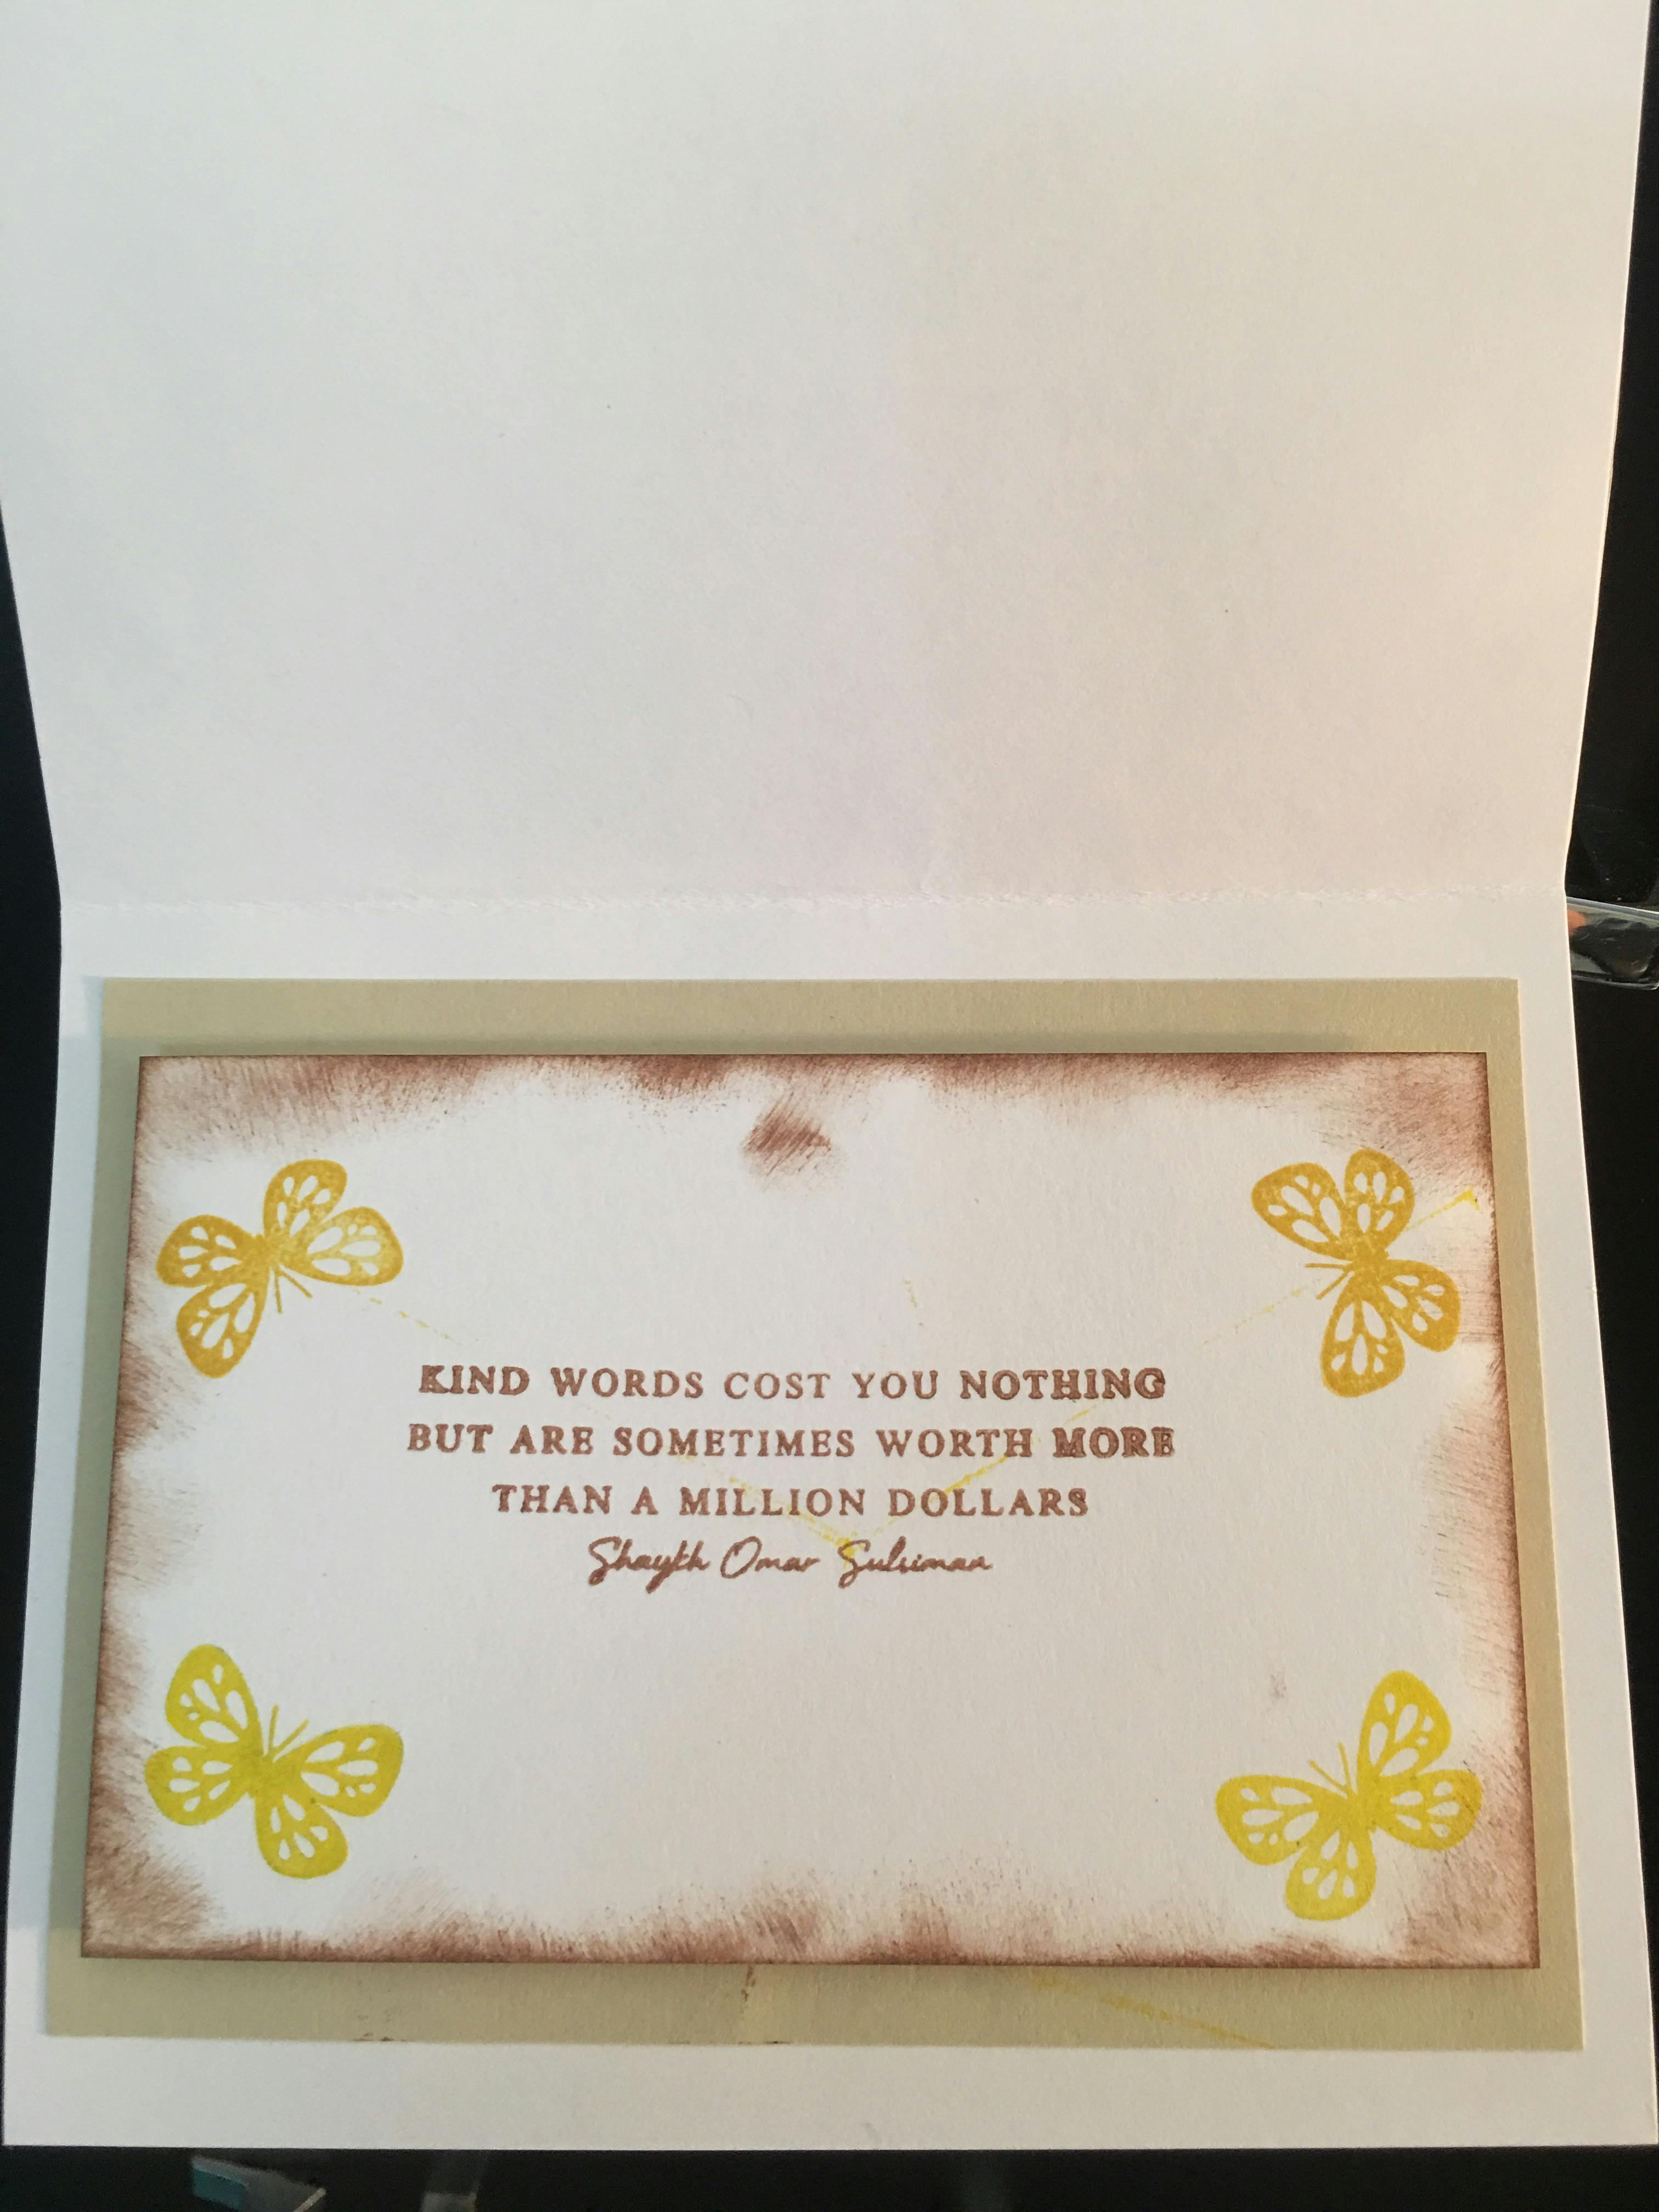 KIND WORDS COST YOU NOTHING
BUT ARE SOMETIMES WORTH MORE
THAN A MILLION DOLLARS
Shaykh Omar Suleiman